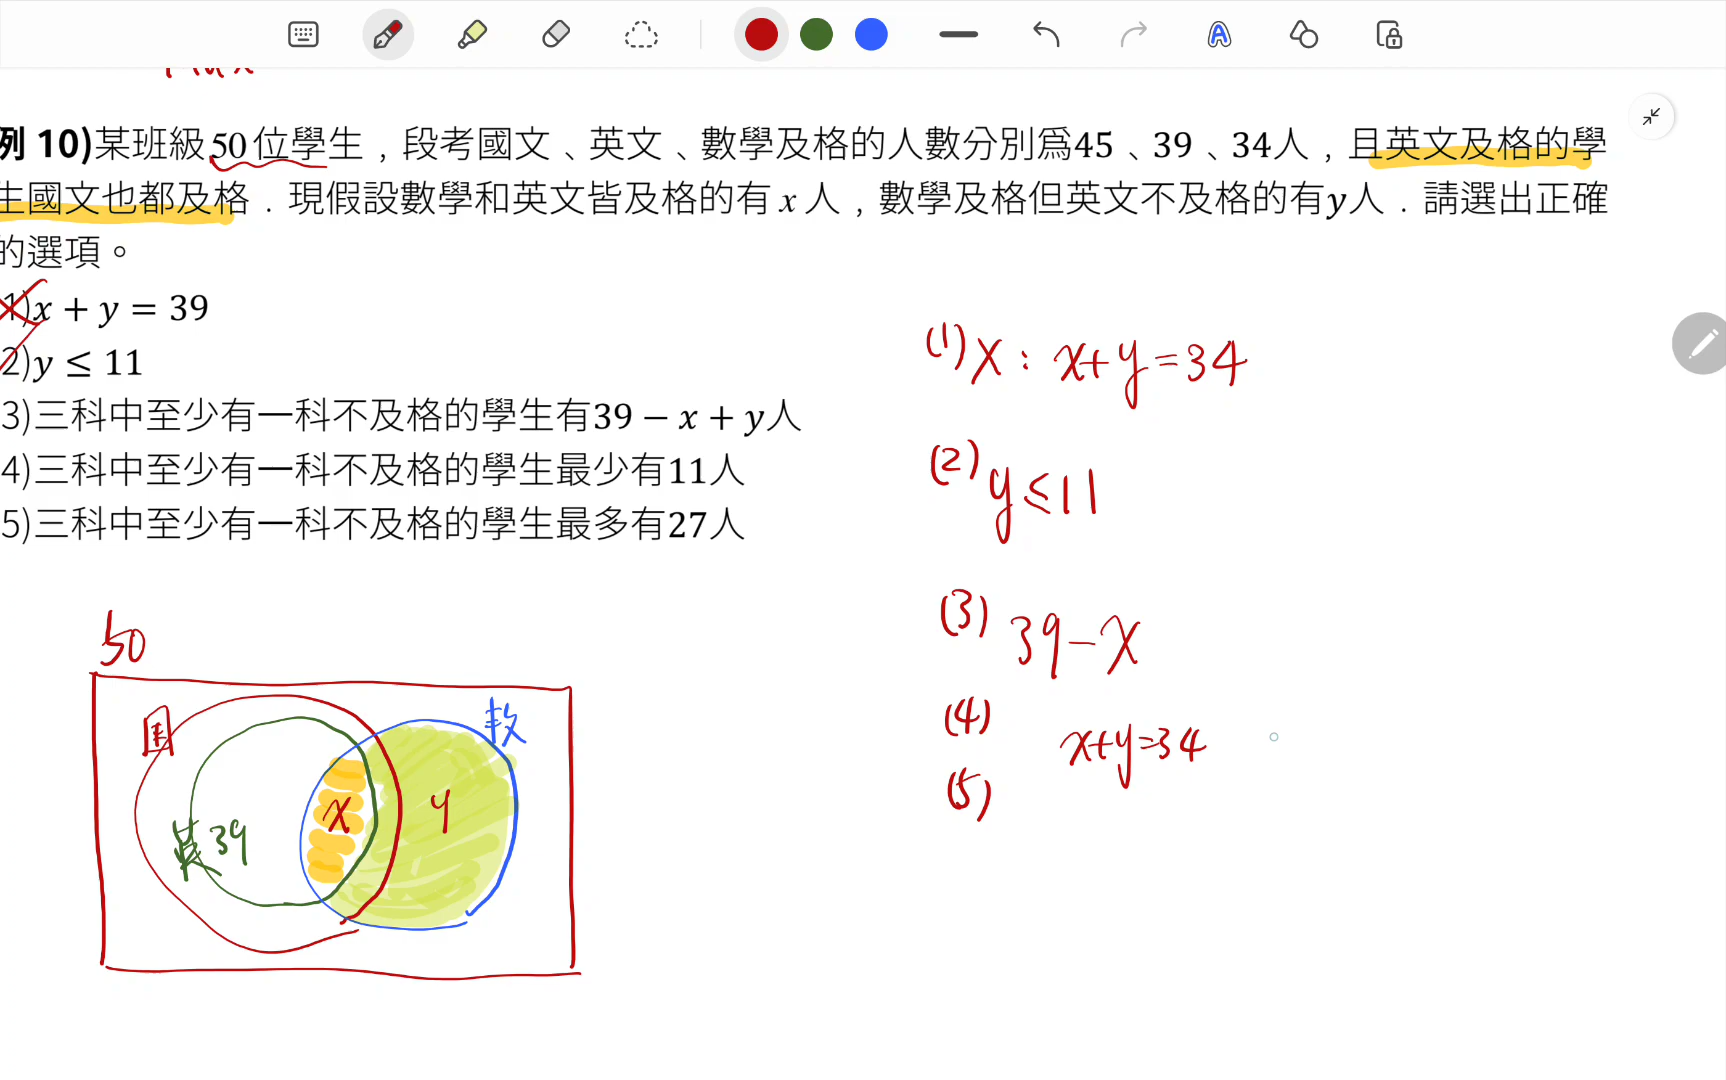 例 10)某班級50位學生，段考國文、英文、數學及格的人數分別為45、39、34人，且英文及格的學
生國文也都及格．現假設數學和英文皆及格的有 x 人，數學及格但英文不及格的有y人．請選出正確
的選項。
1)x + y = 39
2)y ≤ 11
3)三科中至少有一科不及格的學生有39 − x + y人
4)三科中至少有一科不及格的學生最少有11人
5)三科中至少有一科不及格的學生最多有27人
(1) X : x+y=34
(2) y≤11
(3) 39-x
(4)
x+y=34
(5)
50
國
數
英 39
x
y